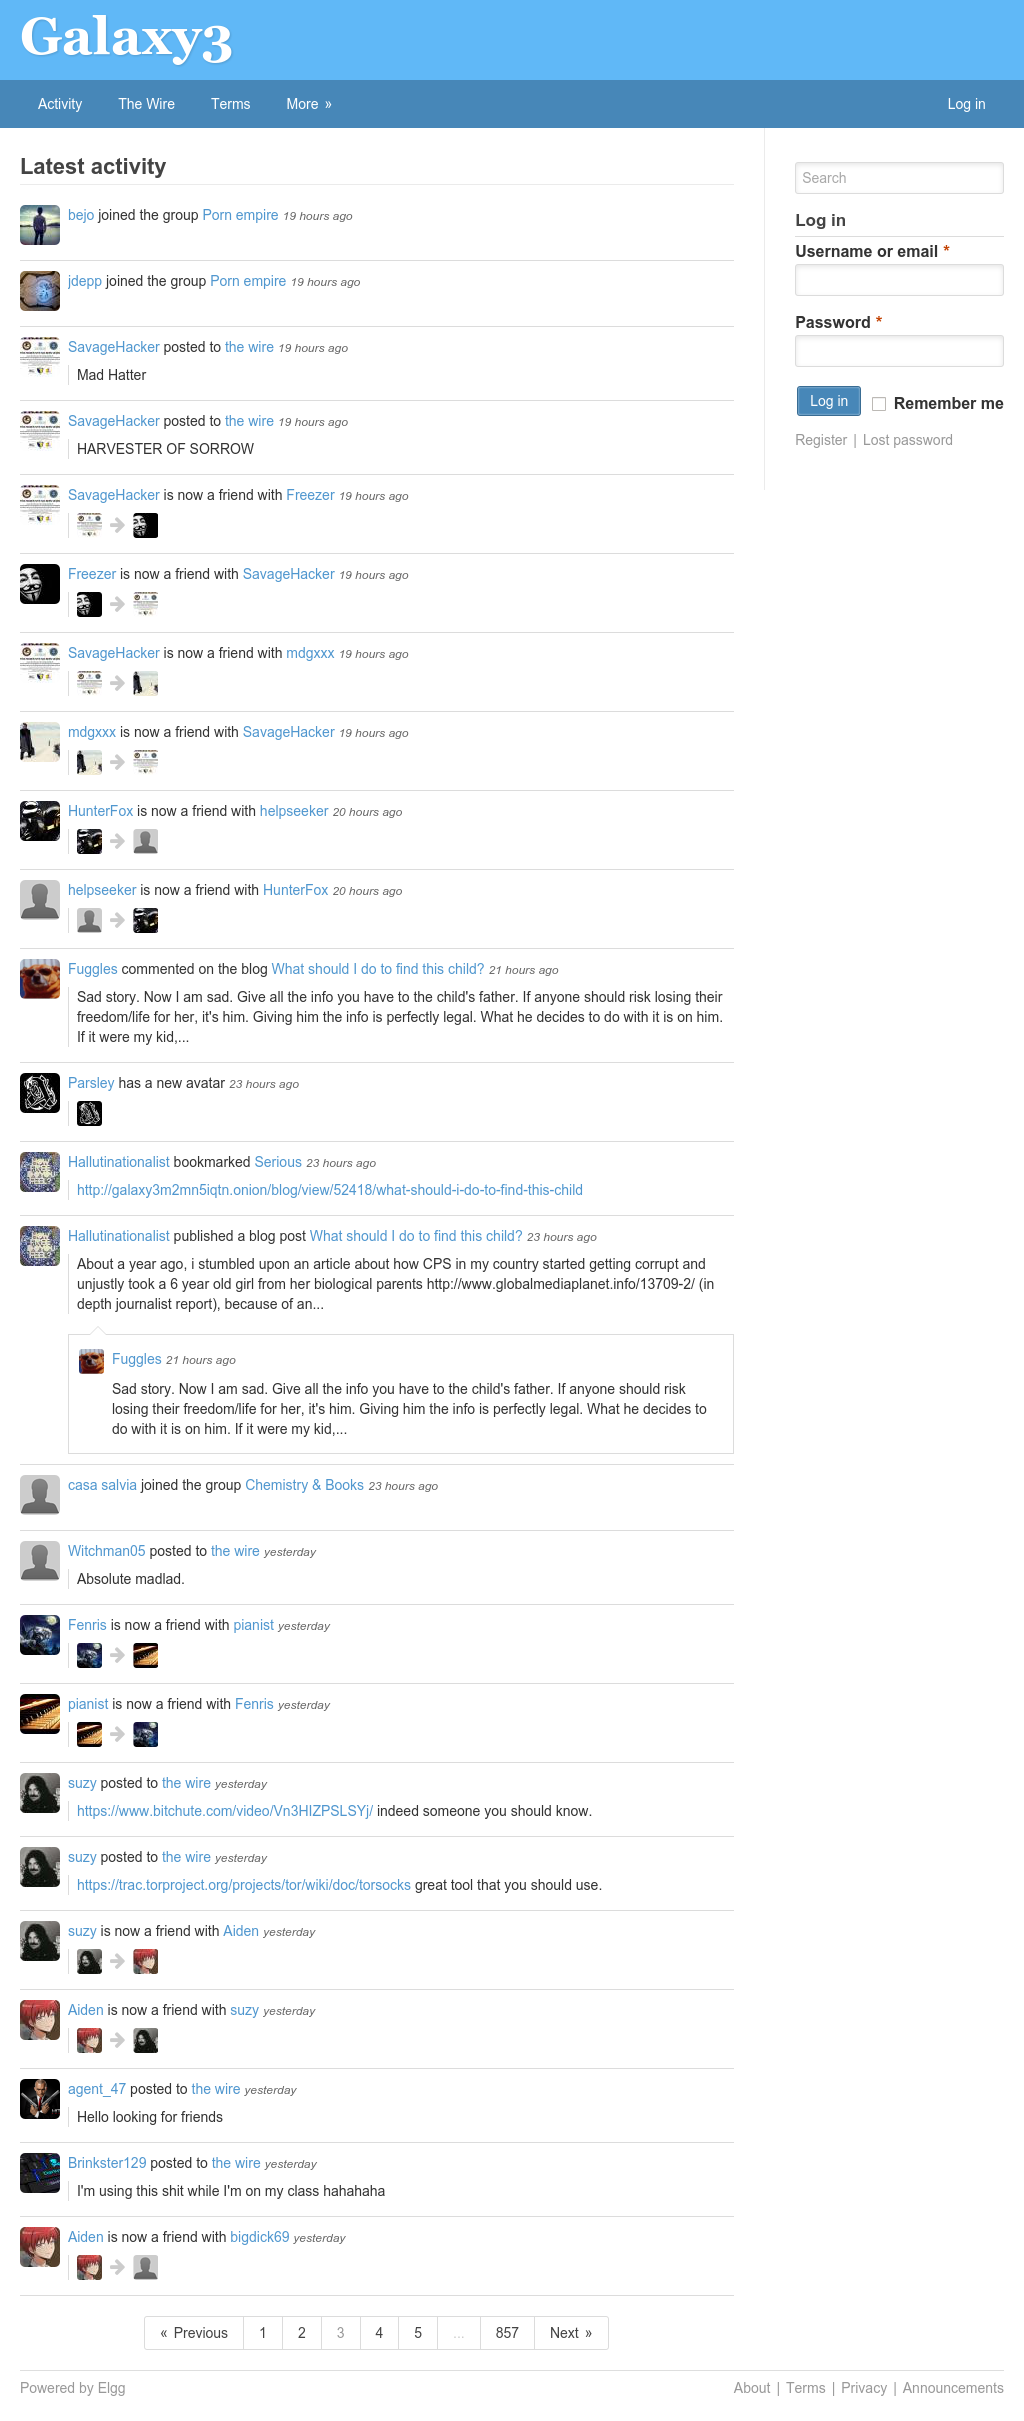 Galaxy3
Activity The Wire Terms More » Log in
Latest activity
bejo joined the group Porn empire 19 hours ago
jdepp joined the group Porn empire 19 hours ago
SavageHacker posted to the wire 19 hours ago
Mad Hatter
SavageHacker posted to the wire 19 hours ago
HARVESTER OF SORROW
SavageHacker is now a friend with Freezer 19 hours ago
Freezer is now a friend with SavageHacker 19 hours ago
SavageHacker is now a friend with mdgxxx 19 hours ago
mdgxxx is now a friend with SavageHacker 19 hours ago
HunterFox is now a friend with helpseeker 20 hours ago
helpseeker is now a friend with HunterFox 20 hours ago
Fuggles commented on the blog What should I do to find this child? 21 hours ago
Sad story. Now I am sad. Give all the info you have to the child's father. If anyone should risk losing their
freedom/life for her, it's him. Giving him the info is perfectly legal. What he decides to do with it is on him.
If it were my kid,...
Parsley has a new avatar 23 hours ago
Hallutinationalist bookmarked Serious 23 hours ago
http://galaxy3m2mn5iqtn.onion/blog/view/52418/what-should-i-do-to-find-this-child
Hallutinationalist published a blog post What should I do to find this child? 23 hours ago
About a year ago, i stumbled upon an article about how CPS in my country started getting corrupt and
unjustly took a 6 year old girl from her biological parents http://www.globalmediaplanet.info/13709-2/ (in
depth journalist report), because of an...
Fuggles 21 hours ago
Sad story. Now I am sad. Give all the info you have to the child's father. If anyone should risk
losing their freedom/life for her, it's him. Giving him the info is perfectly legal. What he decides to
do with it is on him. If it were my kid,...
casa salvia joined the group Chemistry & Books 23 hours ago
Witchman05 posted to the wire yesterday
Absolute madlad.
Fenris is now a friend with pianist yesterday
pianist is now a friend with Fenris yesterday
suzy posted to the wire yesterday
https://www.bitchute.com/video/Vn3HIZPSLSYj/ indeed someone you should know.
suzy posted to the wire yesterday
https://trac.torproject.org/projects/tor/wiki/doc/torsocks great tool that you should use.
suzy is now a friend with Aiden yesterday
Aiden is now a friend with suzy yesterday
agent_47 posted to the wire yesterday
Hello looking for friends
Brinkster129 posted to the wire yesterday
I'm using this shit while I'm on my class hahahaha
Aiden is now a friend with bigdick69 yesterday
« Previous 1 2 3 4 5 ... 857 Next »
Search
Log in
Username or email *
Password *
Log in Remember me
Register | Lost password
Powered by Elgg About | Terms | Privacy | Announcements